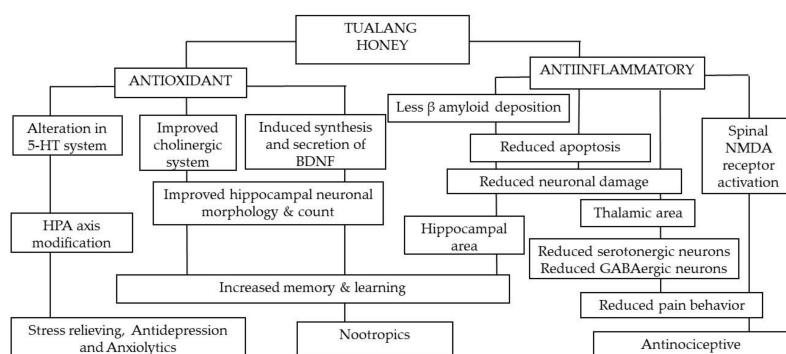 TUALANG
HONEY
ANTIOXIDANT
ANTIINFLAMMATORY
Less β amyloid deposition
Alteration in
5-HT system
Improved
cholinergic
system
Induced synthesis
and secretion of
BDNF
Spinal
NMDA
receptor
activation
Reduced apoptosis
Reduced neuronal damage
Improved hippocampal neuronal
morphology & count
HPA axis
modification
Hippocampal
area
Thalamic area
Reduced serotonergic neurons
Reduced GABAergic neurons
Increased memory & learning
Reduced pain behavior
Stress relieving, Antidepression
and Anxiolytics
Nootropics
Antinociceptive